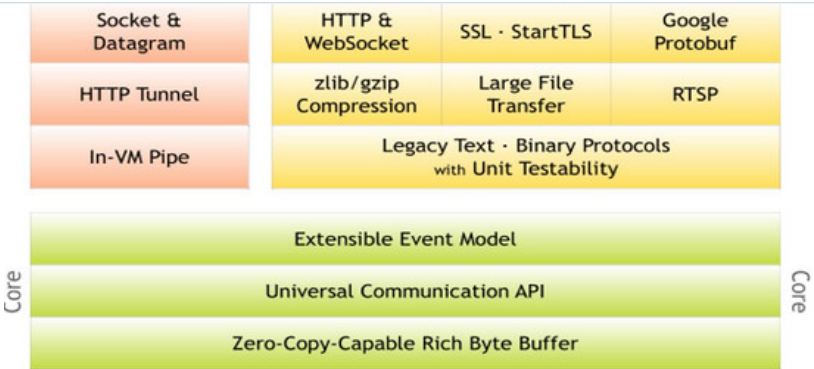 Socket &
Datagram
HTTP Tunnel
In-VM Pipe
HTTP &
WebSocket
SSL · StartTLS
Google
Protobuf
zlib/gzip
Compression
Large File
Transfer
RTSP
Legacy Text · Binary Protocols
with Unit Testability
Core
Extensible Event Model
Universal Communication API
Zero-Copy-Capable Rich Byte Buffer
Core